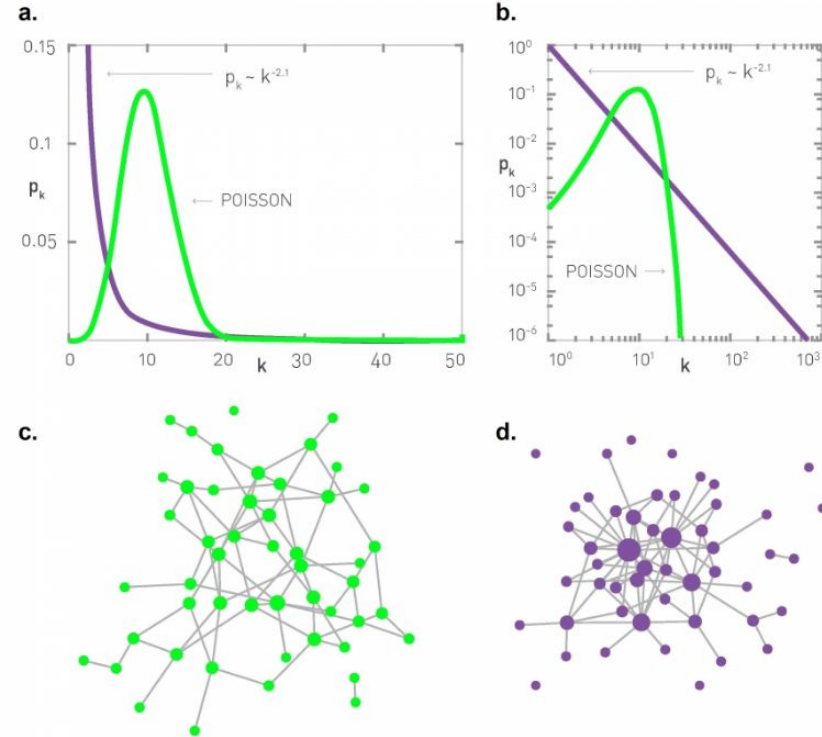 a.
0.15
0.1
0.05
p_k
p_k ~ k^-2.1
POISSON
0
10
20
30
40
50
k
b.
10^0
10^-1
10^-2
10^-3
10^-4
10^-5
10^-6
p_k
p_k ~ k^-2.1
POISSON
10^0
10^1
10^2
10^3
k
c.
d.